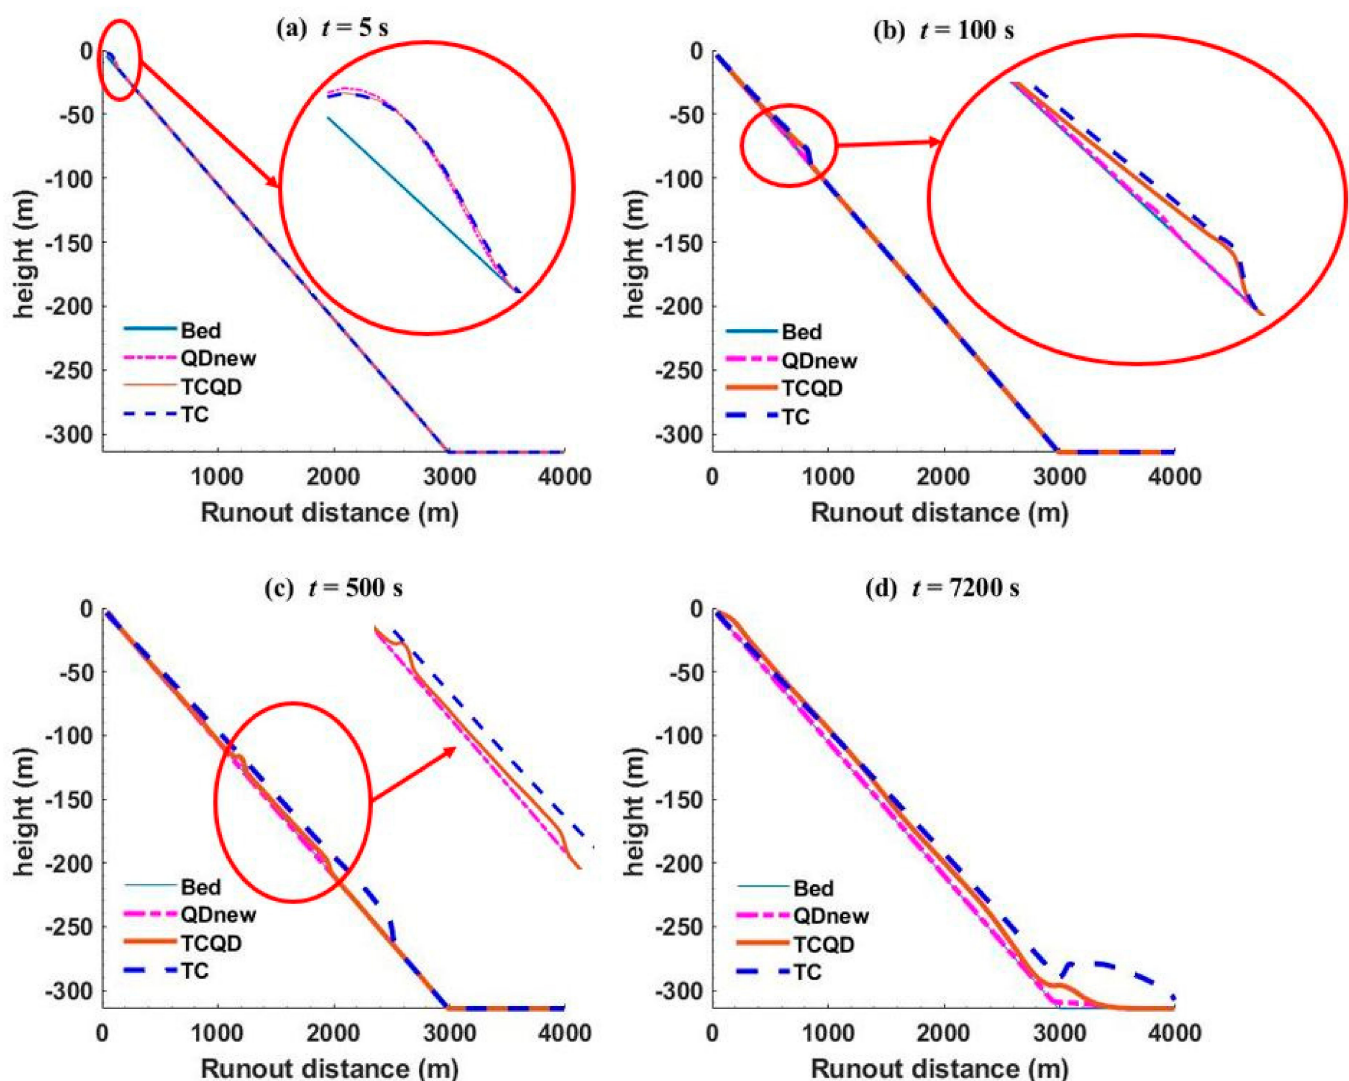 (a) t = 5 s
0
-50
-100
-150
-200
-250
-300
height (m)
Bed
QDnew
TCQD
TC
0 1000 2000 3000 4000
Runout distance (m)
(b) t = 100 s
0
-50
-100
-150
-200
-250
-300
height (m)
Bed
QDnew
TCQD
TC
0 1000 2000 3000 4000
Runout distance (m)
(c) t = 500 s
0
-50
-100
-150
-200
-250
-300
height (m)
Bed
QDnew
TCQD
TC
0 1000 2000 3000 4000
Runout distance (m)
(d) t = 7200 s
0
-50
-100
-150
-200
-250
-300
height (m)
Bed
QDnew
TCQD
TC
0 1000 2000 3000 4000
Runout distance (m)